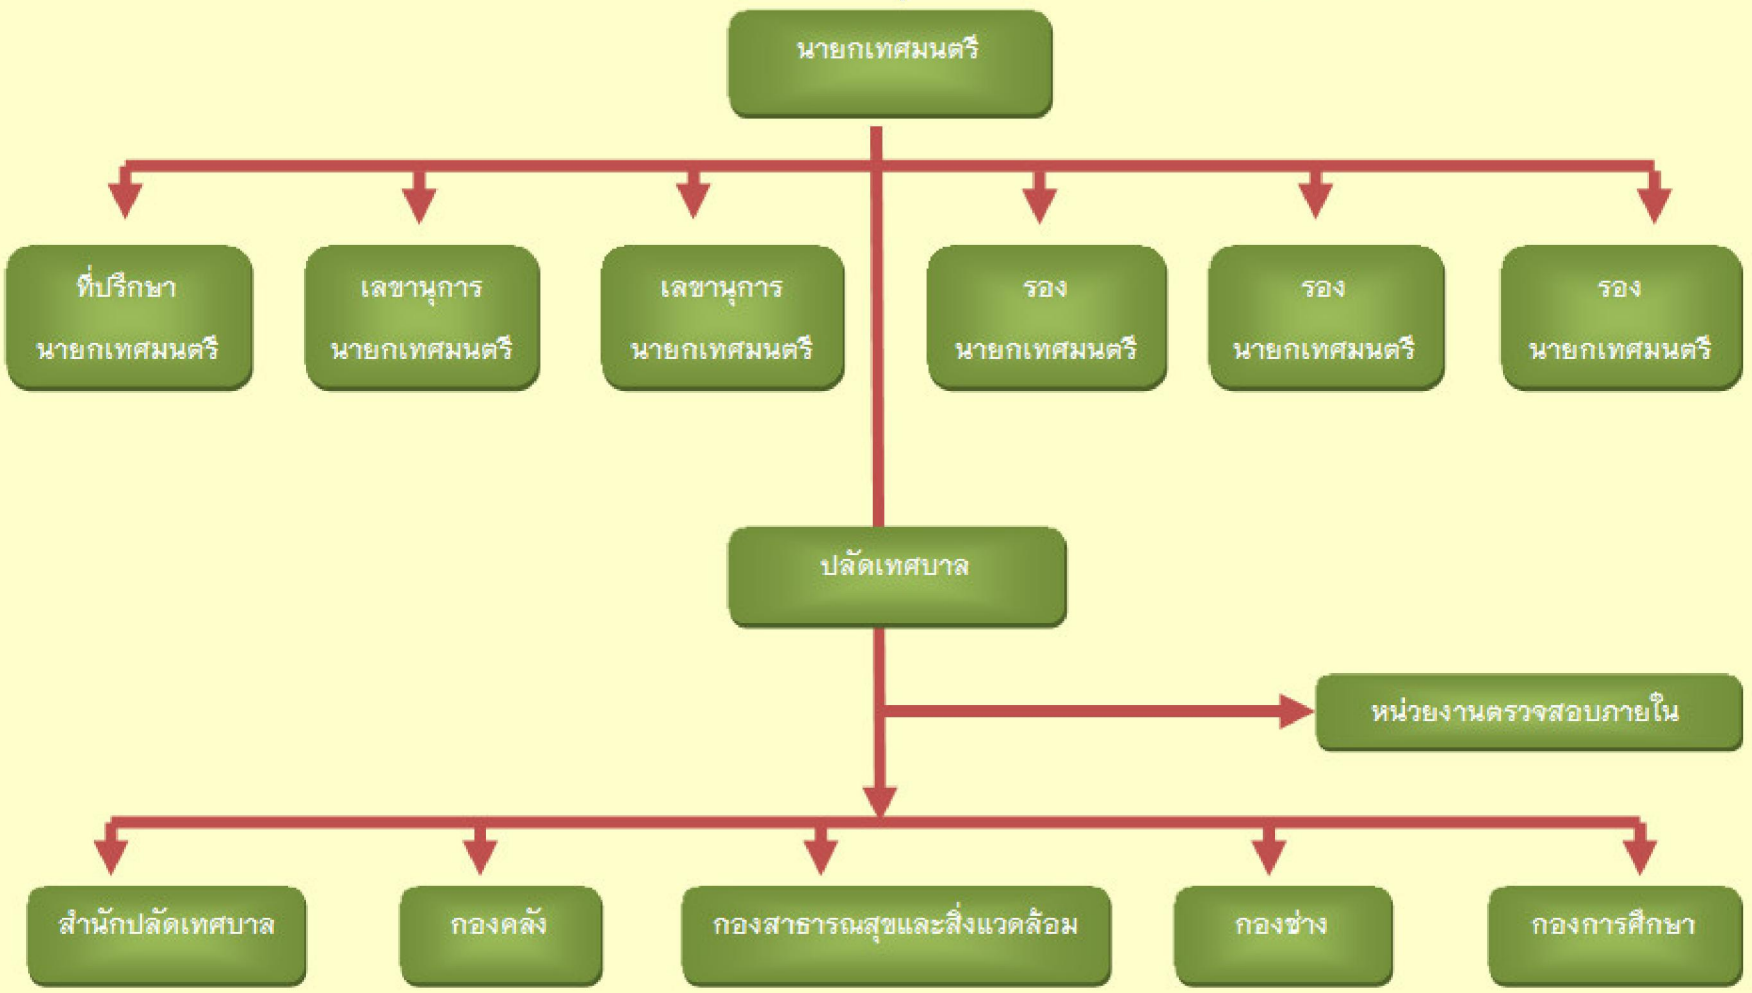 นายกเทศมนตรี
ที่ปรึกษา
นายกเทศมนตรี
เลขานุการ
นายกเทศมนตรี
เลขานุการ
นายกเทศมนตรี
รอง
นายกเทศมนตรี
รอง
นายกเทศมนตรี
รอง
นายกเทศมนตรี
ปลัดเทศบาล
หน่วยงานตรวจสอบภายใน
สำนักปลัดเทศบาล
กองคลัง
กองสาธารณสุขและสิ่งแวดล้อม
กองช่าง
กองการศึกษา